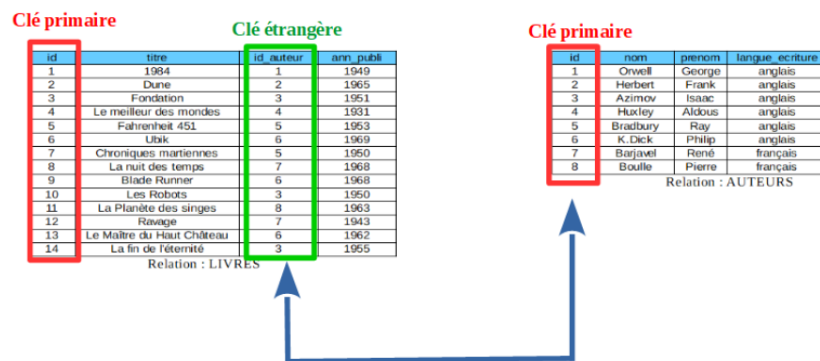 Clé primaire
Clé étrangère
id titre id_auteur ann_publi
1 1984 1 1949
2 Dune 2 1965
3 Fondation 3 1951
4 Le meilleur des mondes 4 1931
5 Fahrenheit 451 5 1953
6 Ubik 6 1969
7 Chroniques martiennes 5 1950
8 La nuit des temps 7 1968
9 Blade Runner 6 1968
10 Les Robots 3 1950
11 La Planète des singes 8 1963
12 Ravage 7 1943
13 Le Maître du Haut Château 6 1962
14 La fin de l'éternité 3 1955
Relation : LIVRES
Clé primaire
id nom prenom langue_ecriture
1 Orwell George anglais
2 Herbert Frank anglais
3 Azimov Isaac anglais
4 Huxley Aldous anglais
5 Bradbury Ray anglais
6 K.Dick Philip anglais
7 Barjavel René français
8 Boulle Pierre français
Relation : AUTEURS